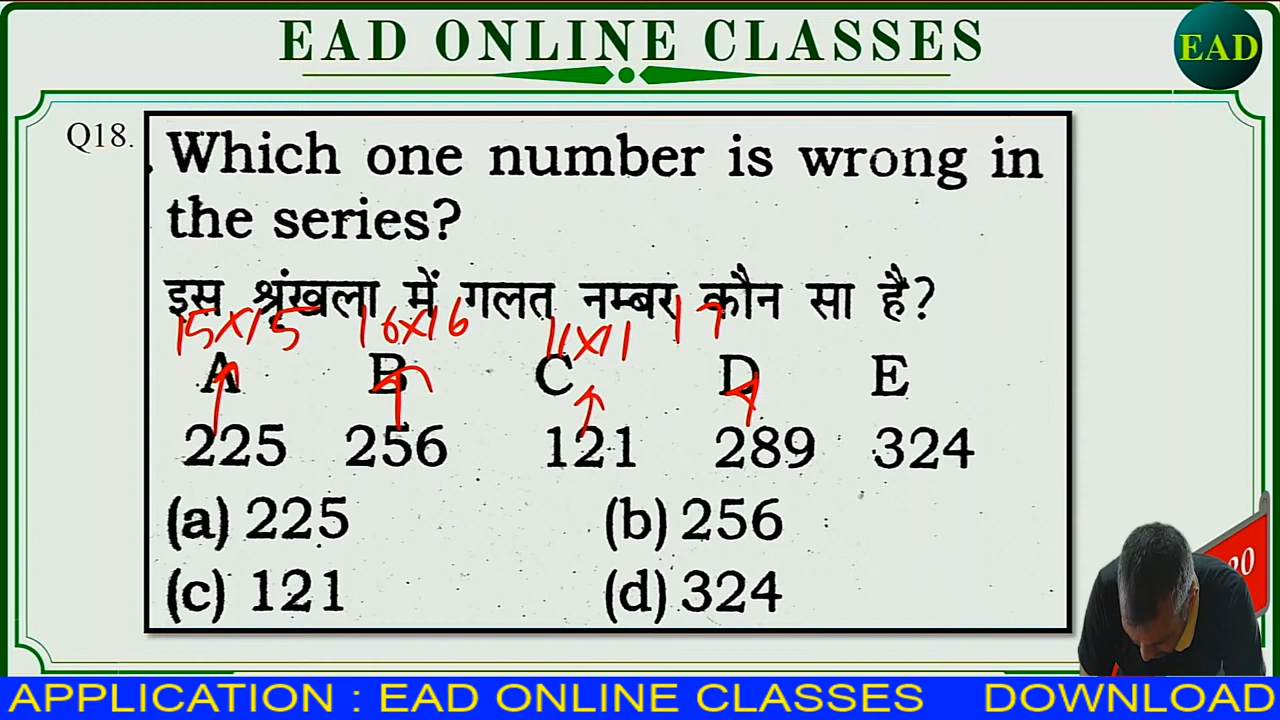 EAD ONLINE CLASSES
EAD
Q18.
Which one number is wrong in
the series?
इस श्रृंखला में गलत नम्बर कौन सा है?
15×15 16×16 11×11 17
A B C D E
225 256 121 289 324
(a) 225 (b) 256
(c) 121 (d) 324
APPLICATION : EAD ONLINE CLASSES DOWNLOAD